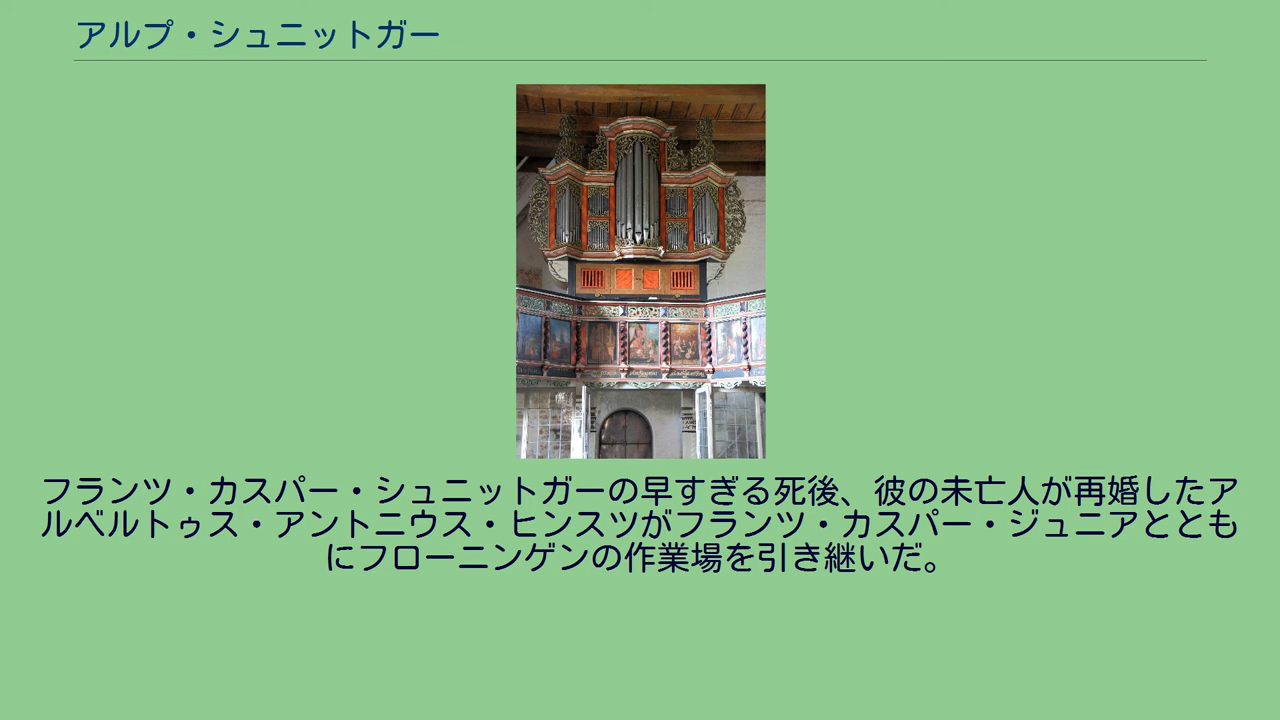 アルプ・シュニットガー
フランツ・カスパー・シュニットガーの早すぎる死後、彼の未亡人が再婚したア
ルベルトゥス・アントニウス・ヒンスツがフランツ・カスパー・ジュニアととも
にフローニンゲンの作業場を引き継いだ。